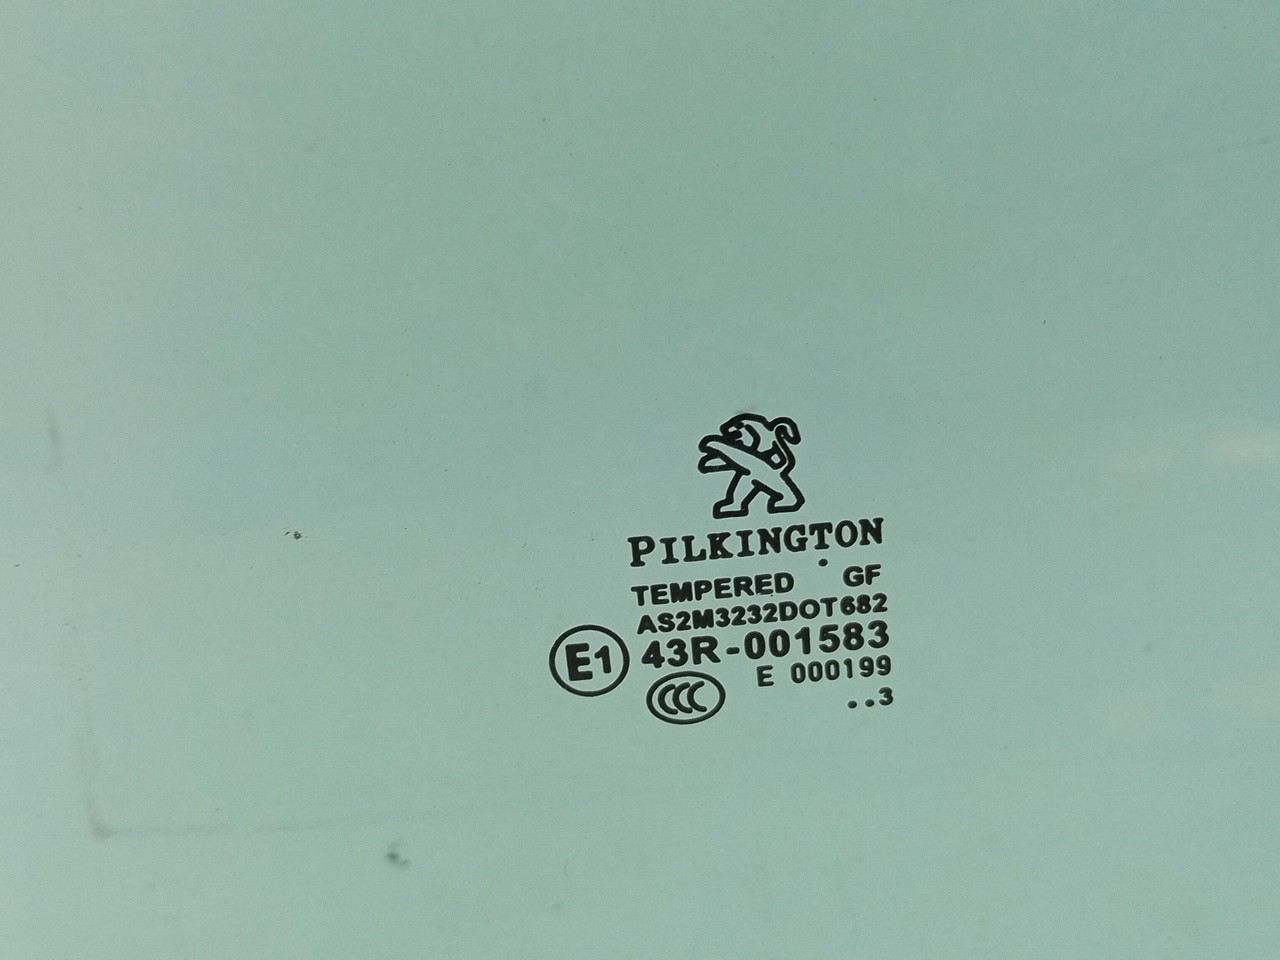 PILKINGTON
TEMPERED GF
AS2M3232DOT682
E1 43R-001583
CCC E 000199
..3